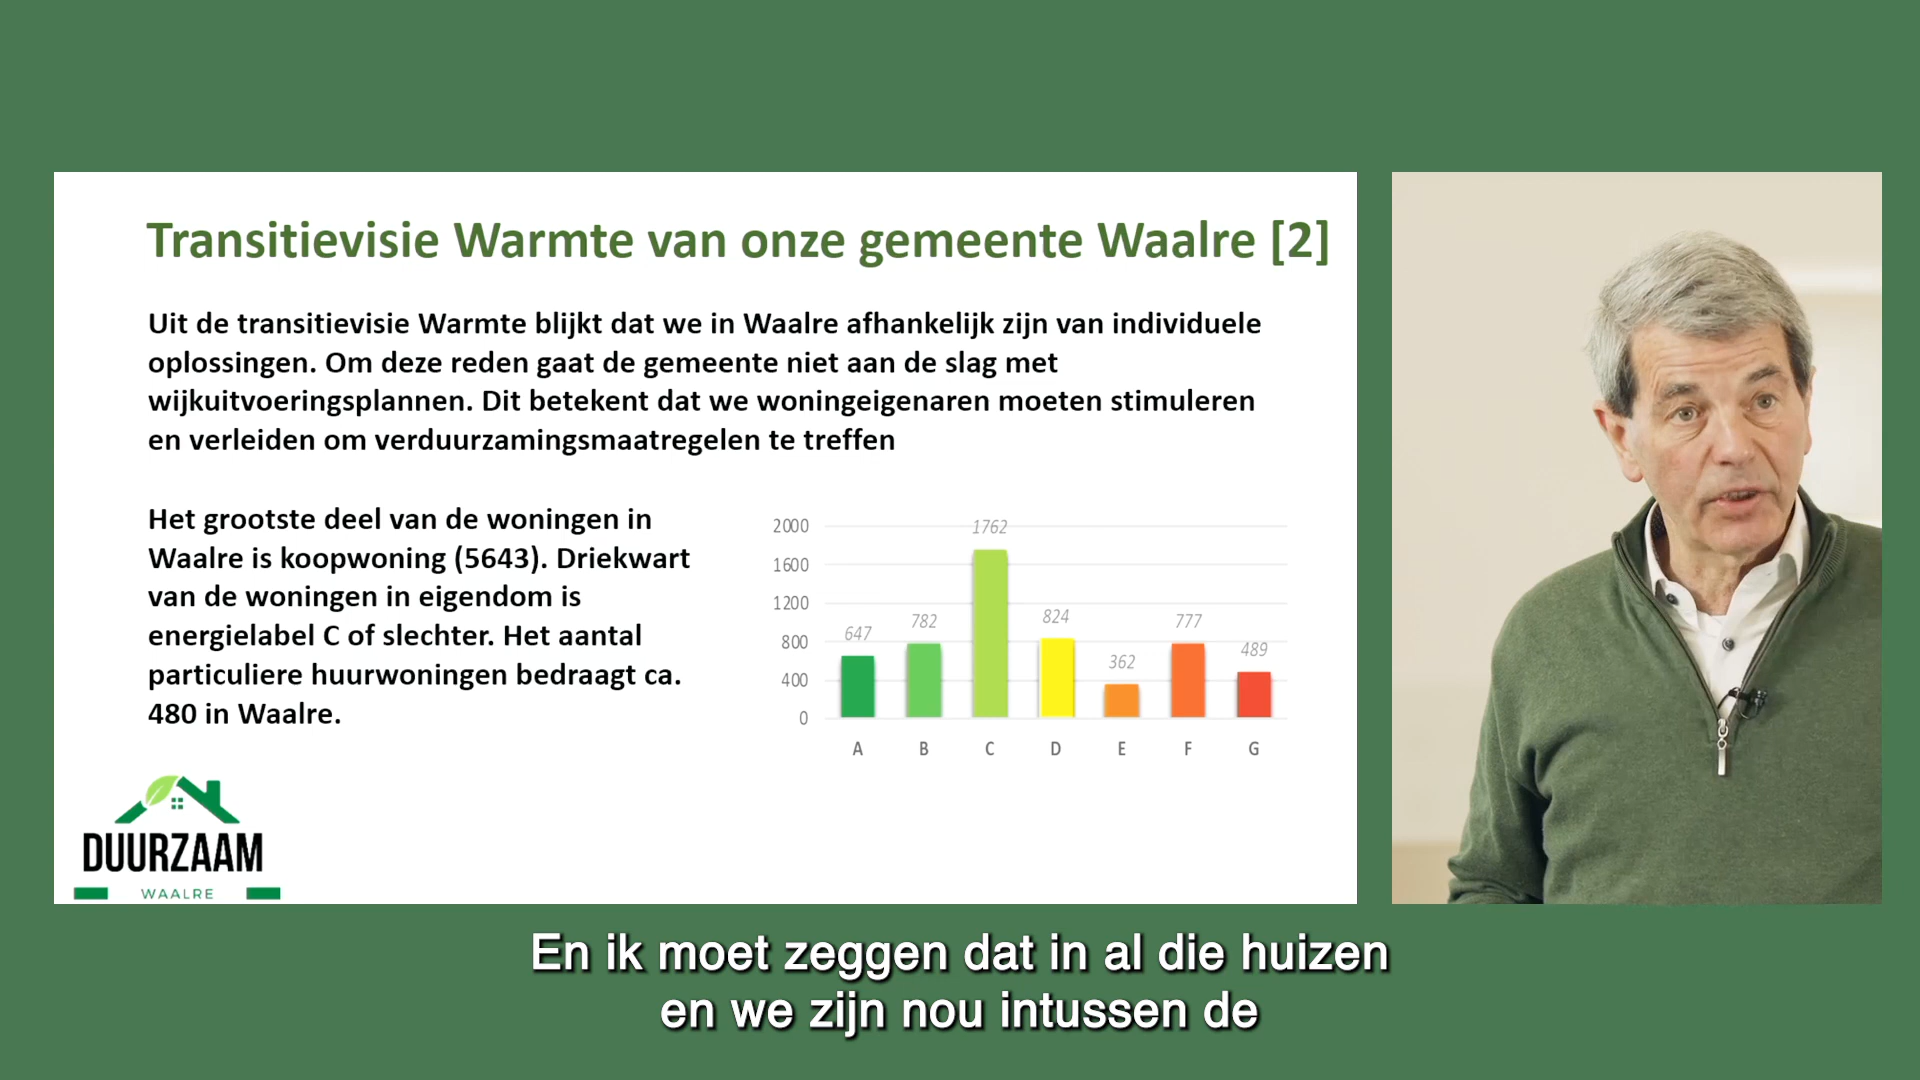 Transitievisie Warmte van onze gemeente Waalre [2]
Uit de transitievisie Warmte blijkt dat we in Waalre afhankelijk zijn van individuele
oplossingen. Om deze reden gaat de gemeente niet aan de slag met
wijkuitvoeringsplannen. Dit betekent dat we woningeigenaren moeten stimuleren
en verleiden om verduurzamingsmaatregelen te treffen
Het grootste deel van de woningen in
Waalre is koopwoning (5643). Driekwart
van de woningen in eigendom is
energielabel C of slechter. Het aantal
particuliere huurwoningen bedraagt ca.
480 in Waalre.
2000
1600
1200
800
400
0
647
782
1762
824
362
777
489
A B C D E F G
DUURZAAM
WAALRE
En ik moet zeggen dat in al die huizen
en we zijn nou intussen de